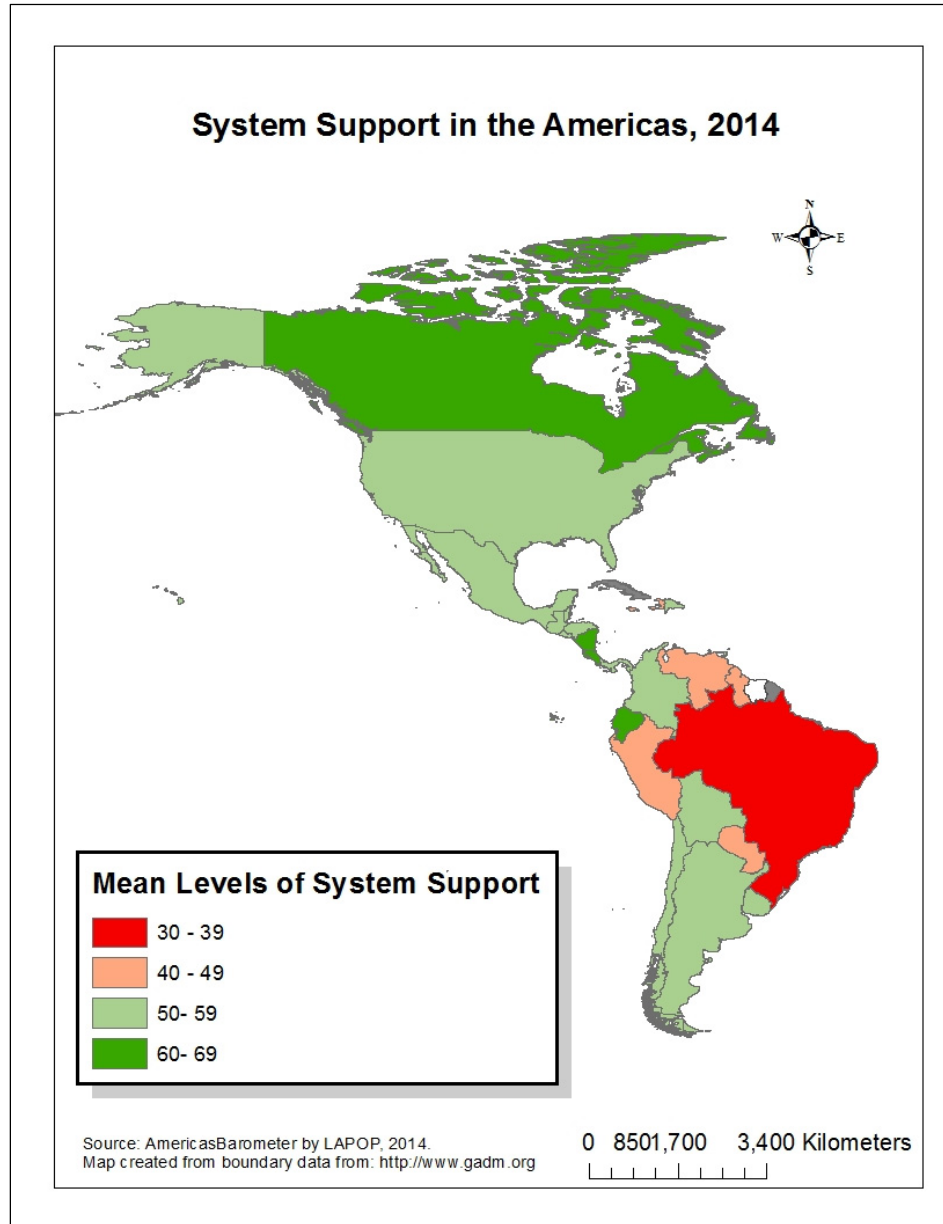 System Support in the Americas, 2014
N
W E
S
Mean Levels of System Support
30 - 39
40 - 49
50- 59
60- 69
Source: AmericasBarometer by LAPOP, 2014.
Map created from boundary data from: http://www.gadm.org
0 8501,700 3,400 Kilometers